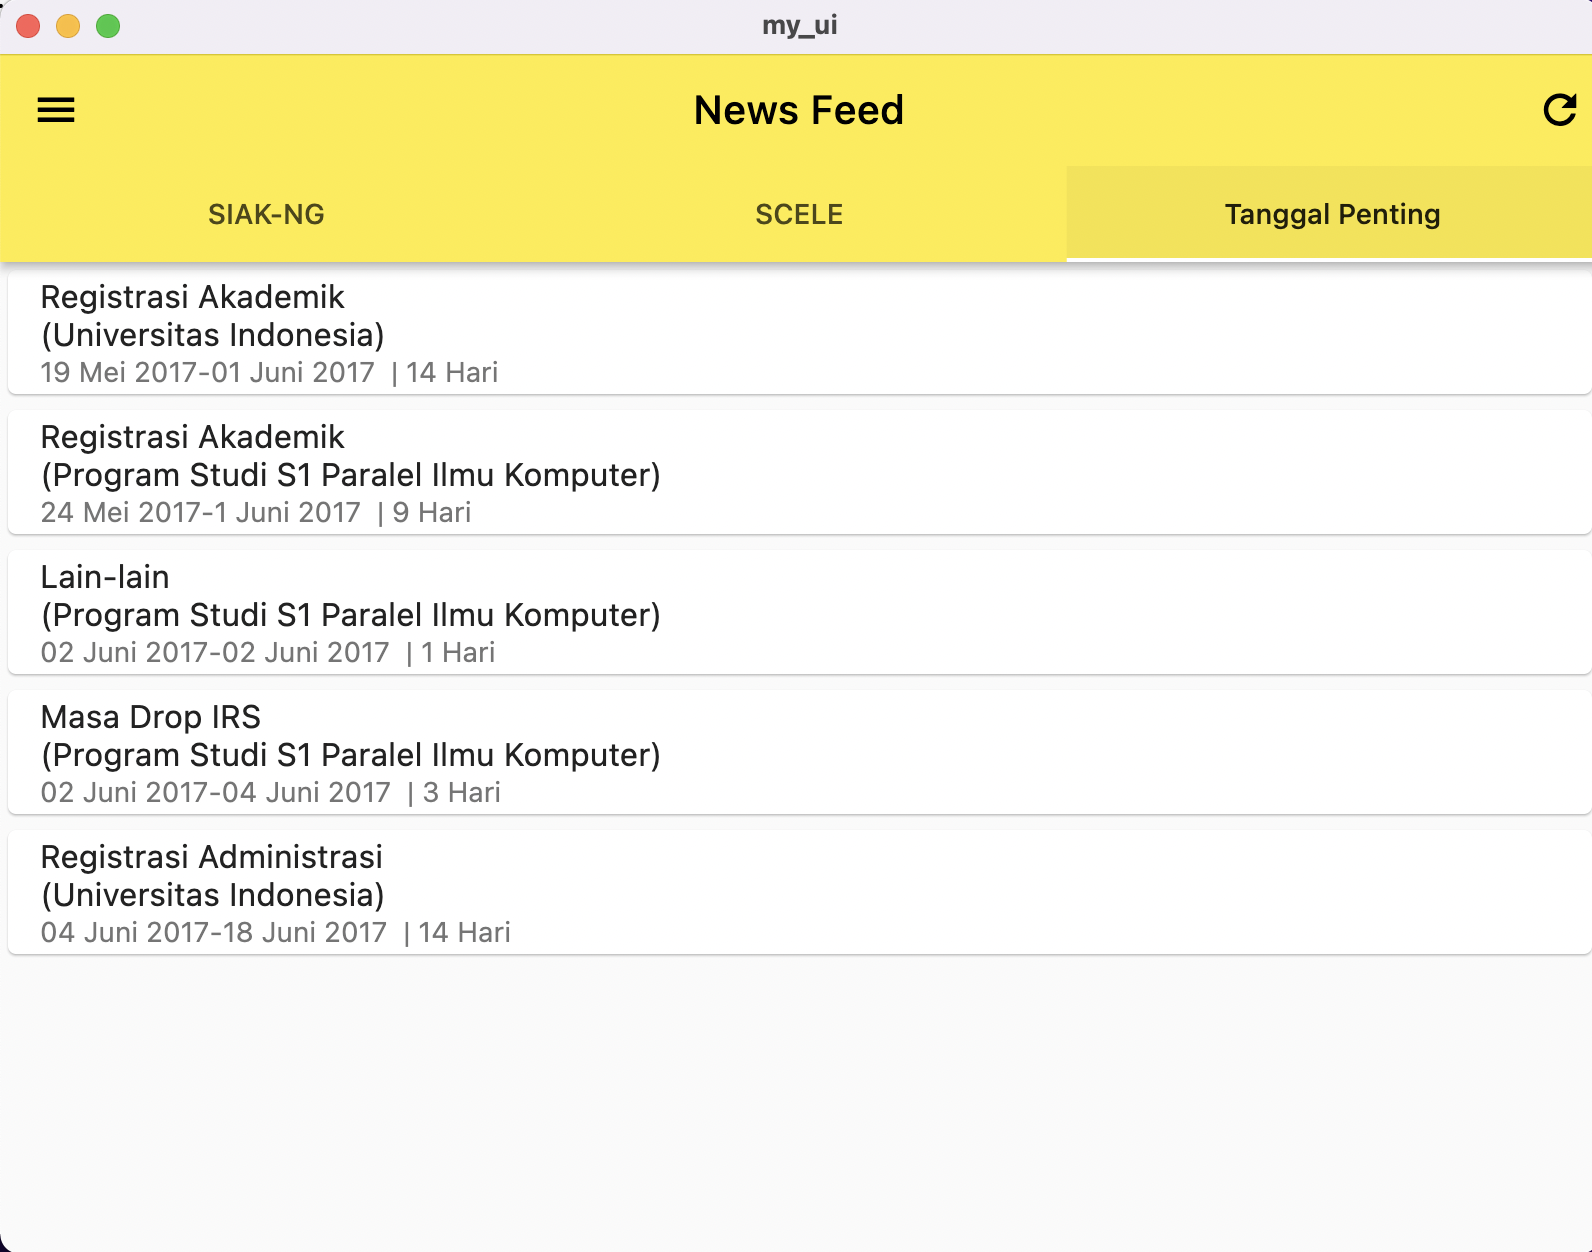 my_ui
News Feed
SIAK-NG
SCELE
Tanggal Penting
Registrasi Akademik
(Universitas Indonesia)
19 Mei 2017-01 Juni 2017 | 14 Hari
Registrasi Akademik
(Program Studi S1 Paralel Ilmu Komputer)
24 Mei 2017-1 Juni 2017 | 9 Hari
Lain-lain
(Program Studi S1 Paralel Ilmu Komputer)
02 Juni 2017-02 Juni 2017 | 1 Hari
Masa Drop IRS
(Program Studi S1 Paralel Ilmu Komputer)
02 Juni 2017-04 Juni 2017 | 3 Hari
Registrasi Administrasi
(Universitas Indonesia)
04 Juni 2017-18 Juni 2017 | 14 Hari